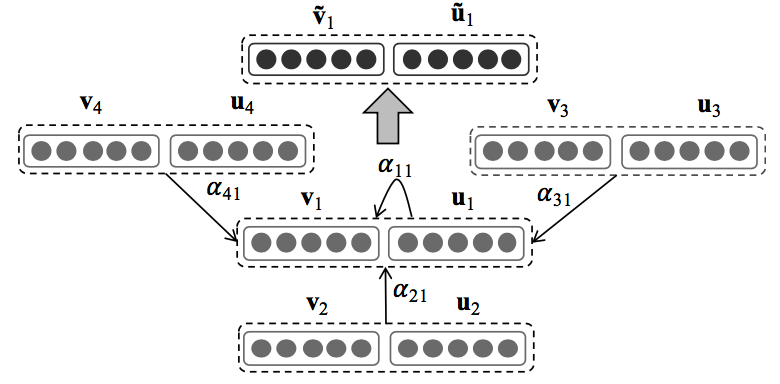 ṽ₁ ũ₁
v₄ u₄
v₃ u₃
α₁₁
α₄₁
α₃₁
v₁ u₁
α₂₁
v₂ u₂